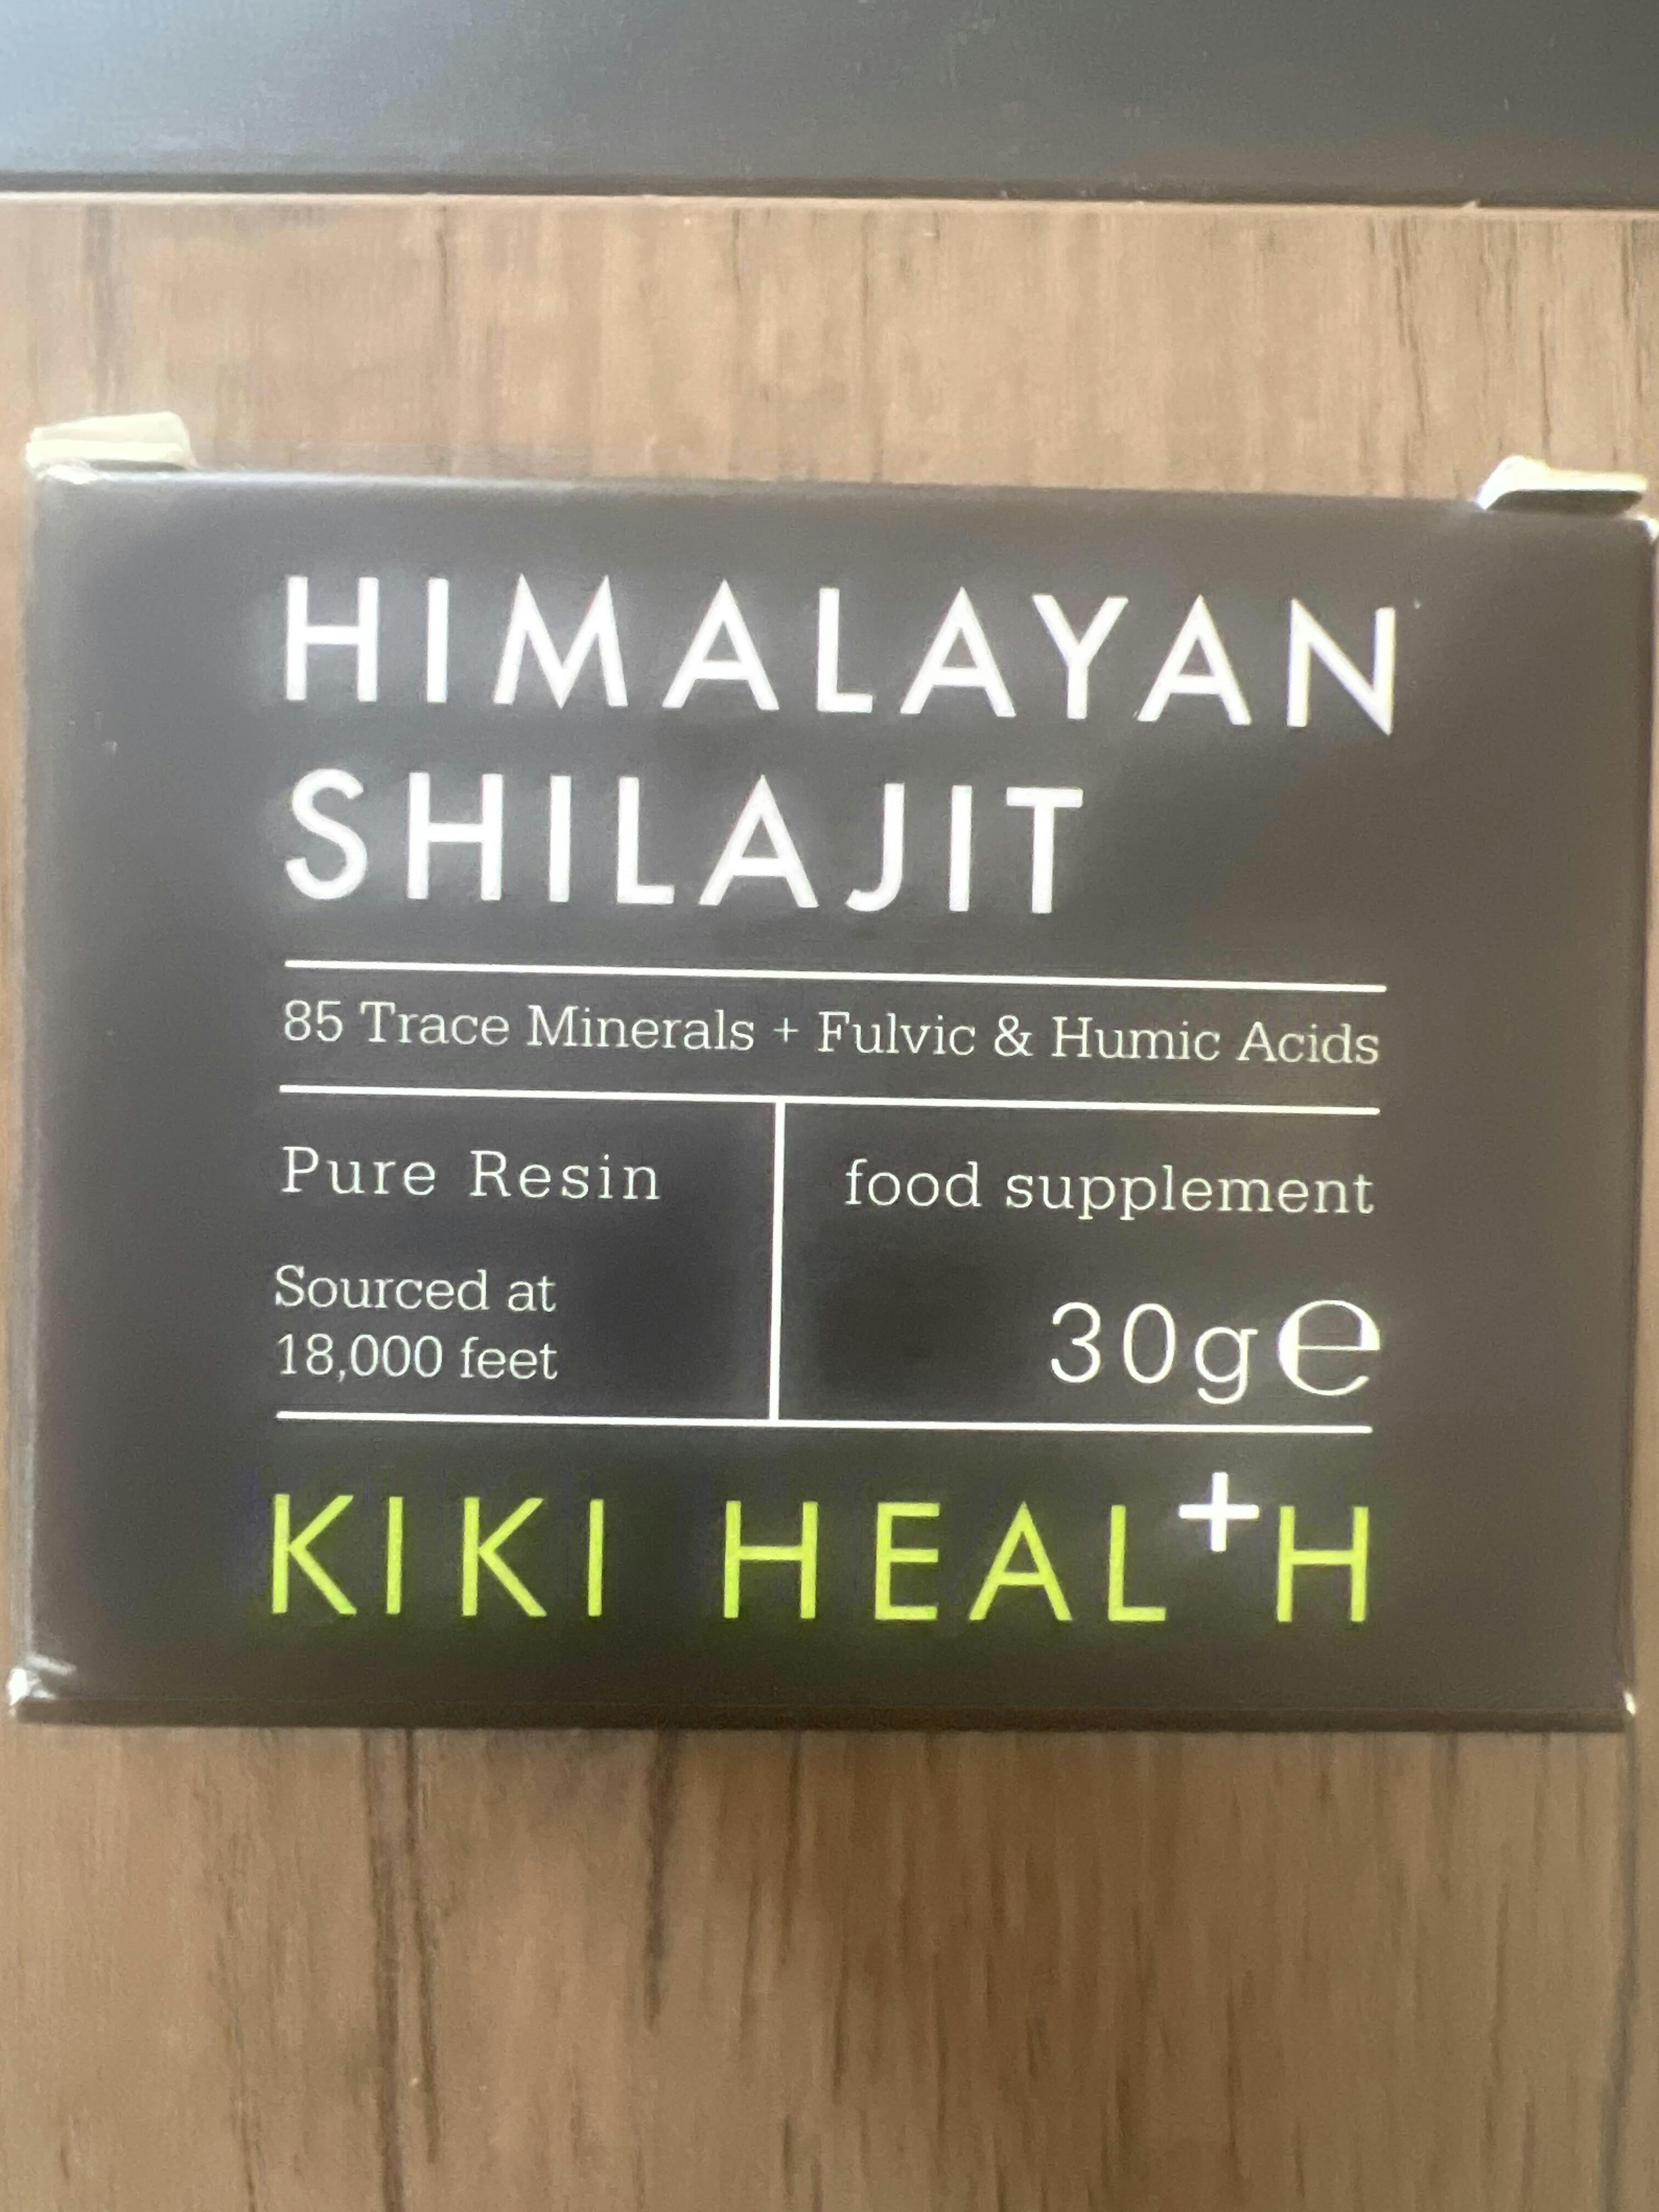 HIMALAYAN
SHILAJIT
85 Trace Minerals + Fulvic & Humic Acids
Pure Resin
food supplement
Sourced at
18,000 feet
30g℮
KIKI HEAL+H